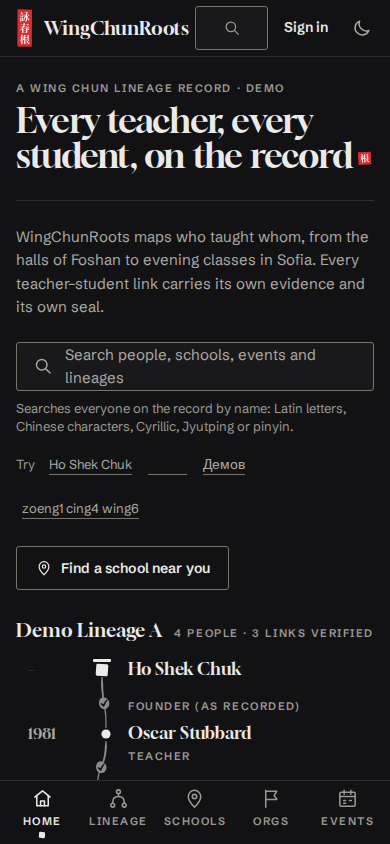 詠春根
WingChunRoots
Sign in
A WING CHUN LINEAGE RECORD · DEMO
Every teacher, every
student, on the record
根
WingChunRoots maps who taught whom, from the
halls of Foshan to evening classes in Sofia. Every
teacher-student link carries its own evidence and
its own seal.
Search people, schools, events and
lineages
Searches everyone on the record by name: Latin letters,
Chinese characters, Cyrillic, Jyutping or pinyin.
Try Ho Shek Chuk Демов
zoeng1 cing4 wing6
Find a school near you
Demo Lineage A 4 PEOPLE · 3 LINKS VERIFIED
– Ho Shek Chuk
FOUNDER (AS RECORDED)
1981 Oscar Stubbard
TEACHER
HOME LINEAGE SCHOOLS ORGS EVENTS